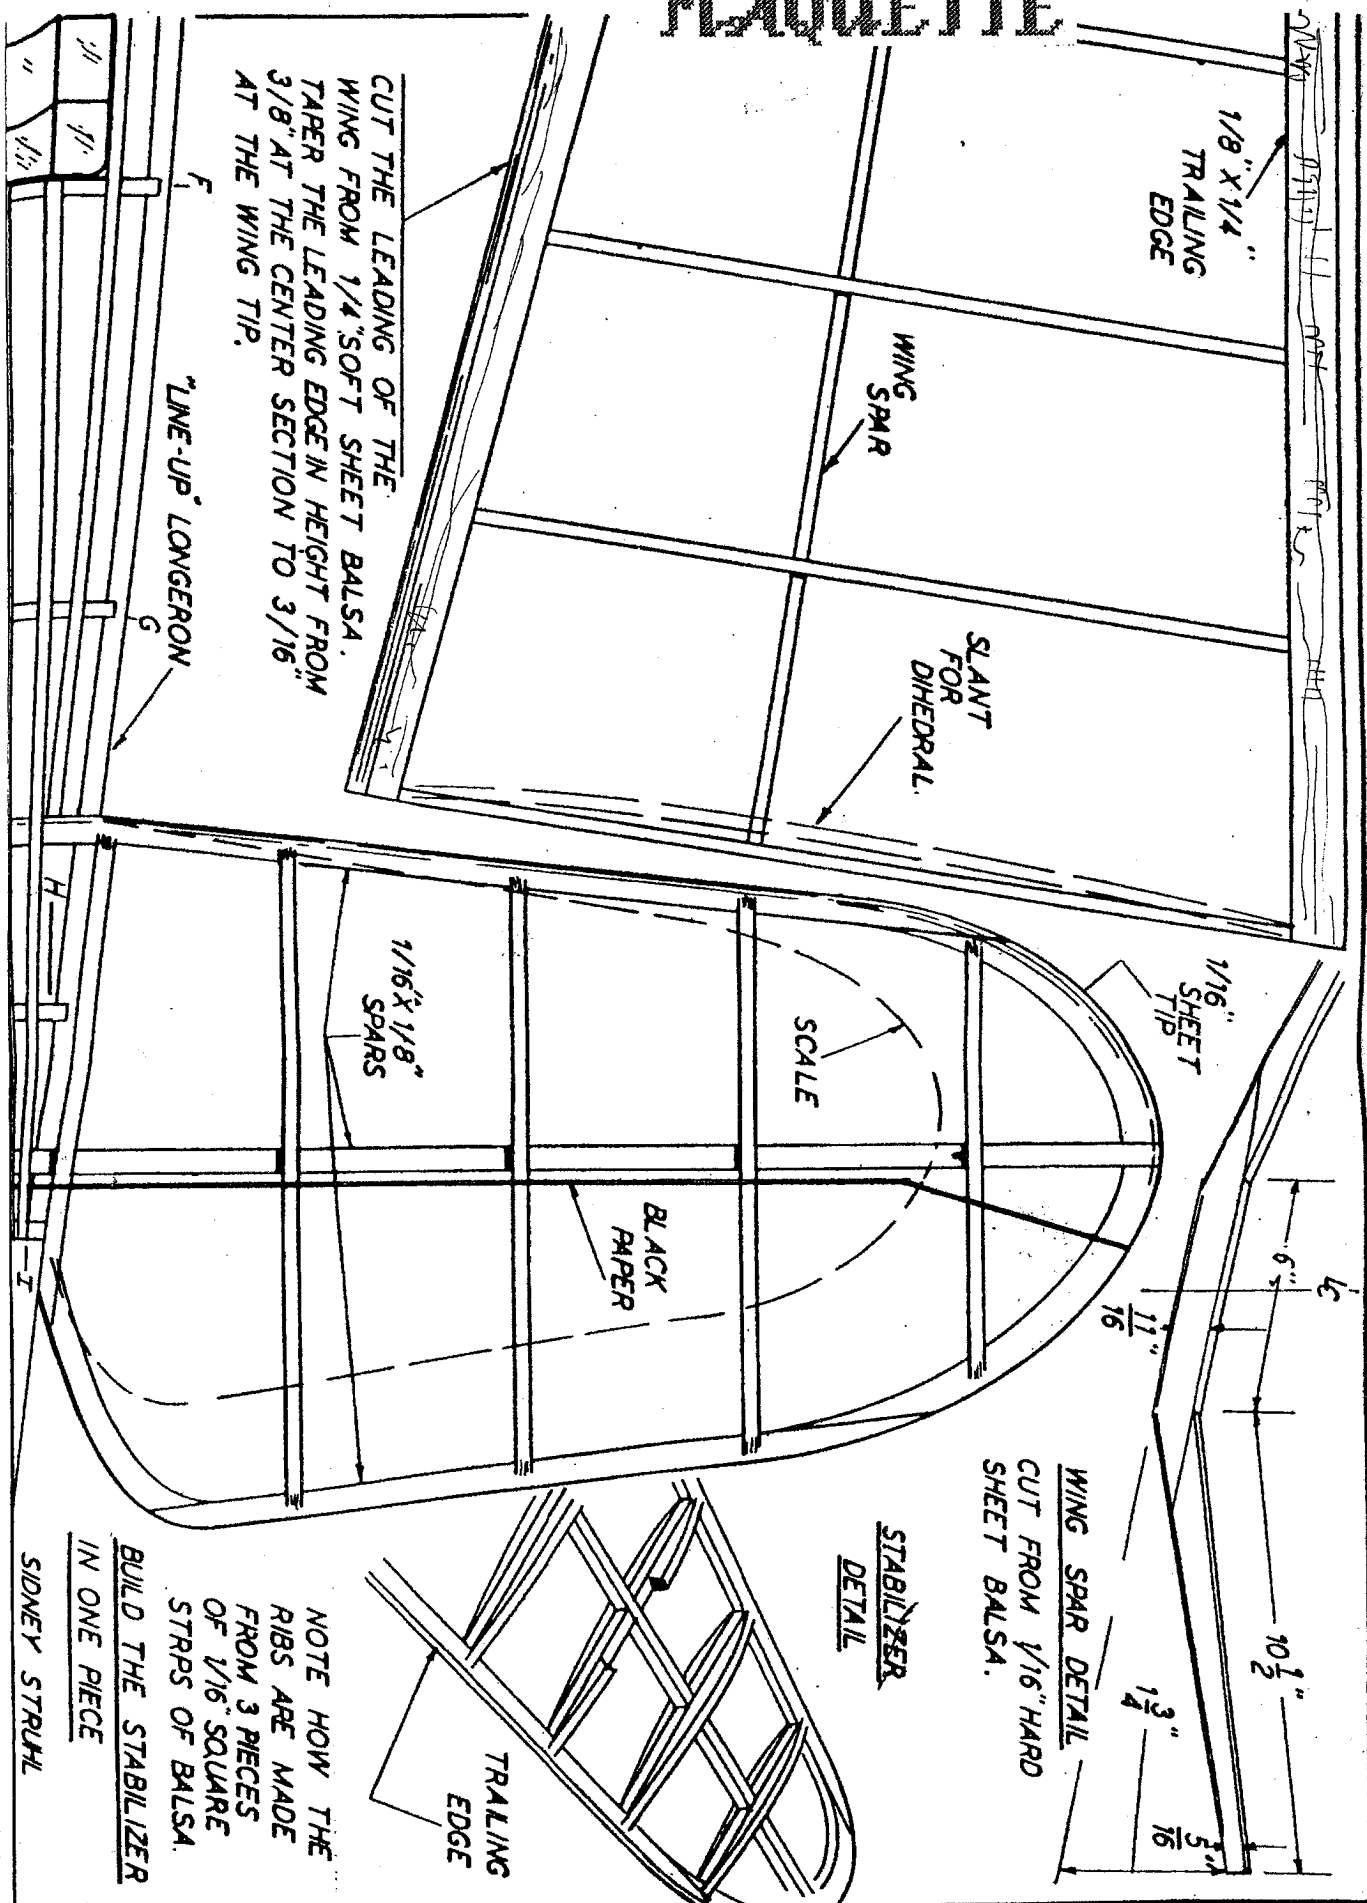 MAQUETTE
1/8" X 1/4"
TRAILING
EDGE
CUT THE LEADING OF THE
WING FROM 1/4" SOFT SHEET BALSA.
TAPER THE LEADING EDGE IN HEIGHT FROM
3/8" AT THE CENTER SECTION TO 3/16"
AT THE WING TIP.
WING
SPAR
SLANT
FOR
DIHEDRAL.
F
"LINE-UP" LONGERON
G
H
I
1/16" X 1/8"
SPARS
SCALE
1/16"
SHEET
TIP
BLACK
PAPER
6"
11/16"
10 1/2"
1 3/4"
5/16"
WING SPAR DETAIL
CUT FROM 1/16" HARD
SHEET BALSA.
STABILIZER
DETAIL
TRAILING
EDGE
NOTE HOW THE
RIBS ARE MADE
FROM 3 PIECES
OF 1/16" SQUARE
STRPS OF BALSA.
BUILD THE STABILIZER
IN ONE PIECE
SIDNEY STRUHL